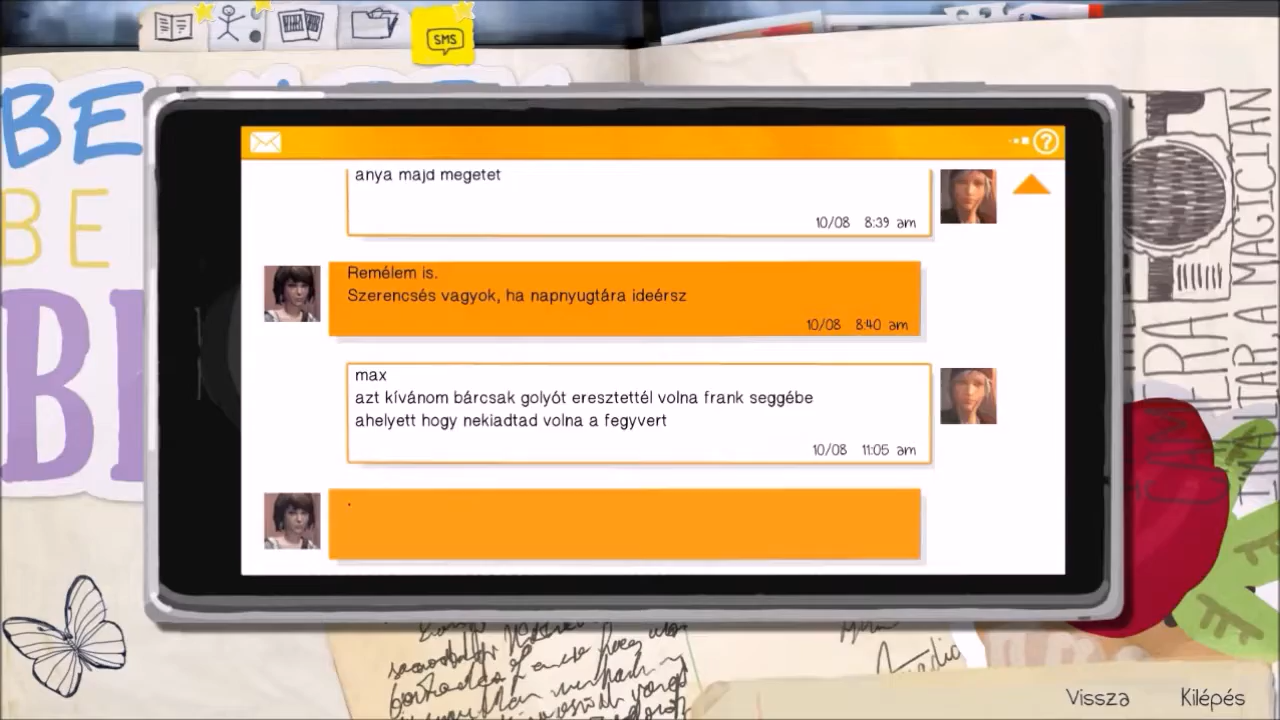 SMS
BE
BE
anya majd megetet
10/08 8:39 am
Remélem is.
Szerencsés vagyok, ha napnyugtára ideérsz
10/08 8:40 am
max
azt kívánom bárcsak golyót eresztettél volna frank seggébe
ahelyett hogy nekiadtad volna a fegyvert
10/08 11:05 am
.
CAMERA
MAGICIAN
Vissza
Kilépés